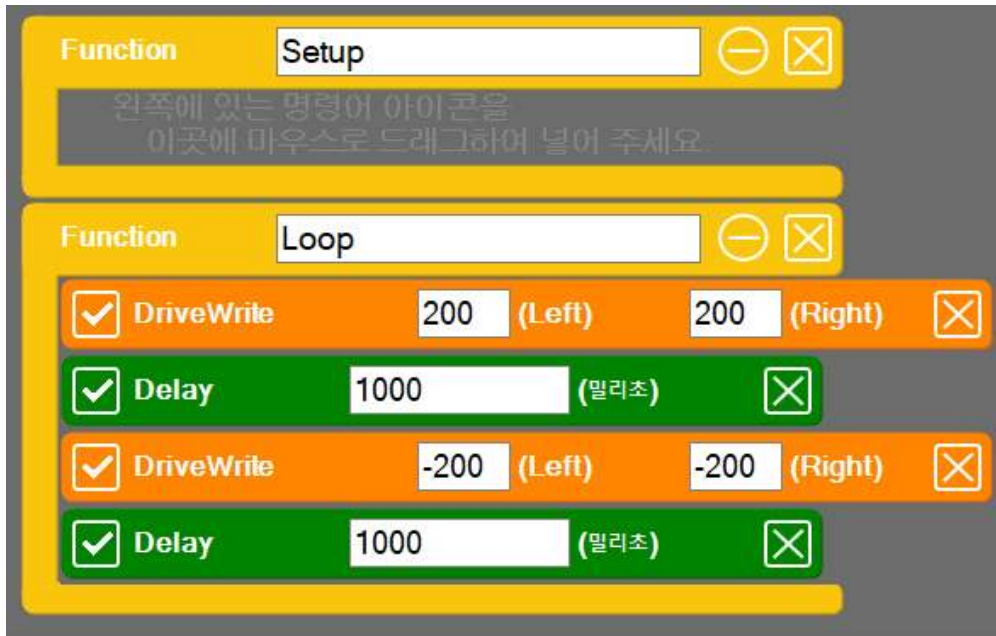 Function Setup
왼쪽에 있는 명령어 아이콘을
이곳에 마우스로 드래그하여 넣어 주세요.
Function Loop
DriveWrite 200 (Left) 200 (Right)
Delay 1000 (밀리초)
DriveWrite -200 (Left) -200 (Right)
Delay 1000 (밀리초)